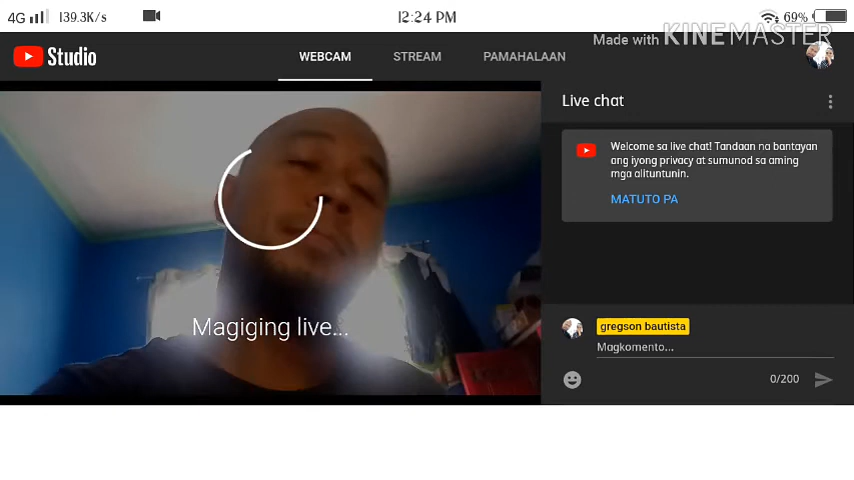 4G 139.3K/s 12:24 PM 69%
Made with KINEMASTER
Studio WEBCAM STREAM PAMAHALAAN
Live chat
Welcome sa live chat! Tandaan na bantayan
ang iyong privacy at sumunod sa aming
mga alituntunin.
MATUTO PA
Magiging live...
gregson bautista
Magkomento...
0/200